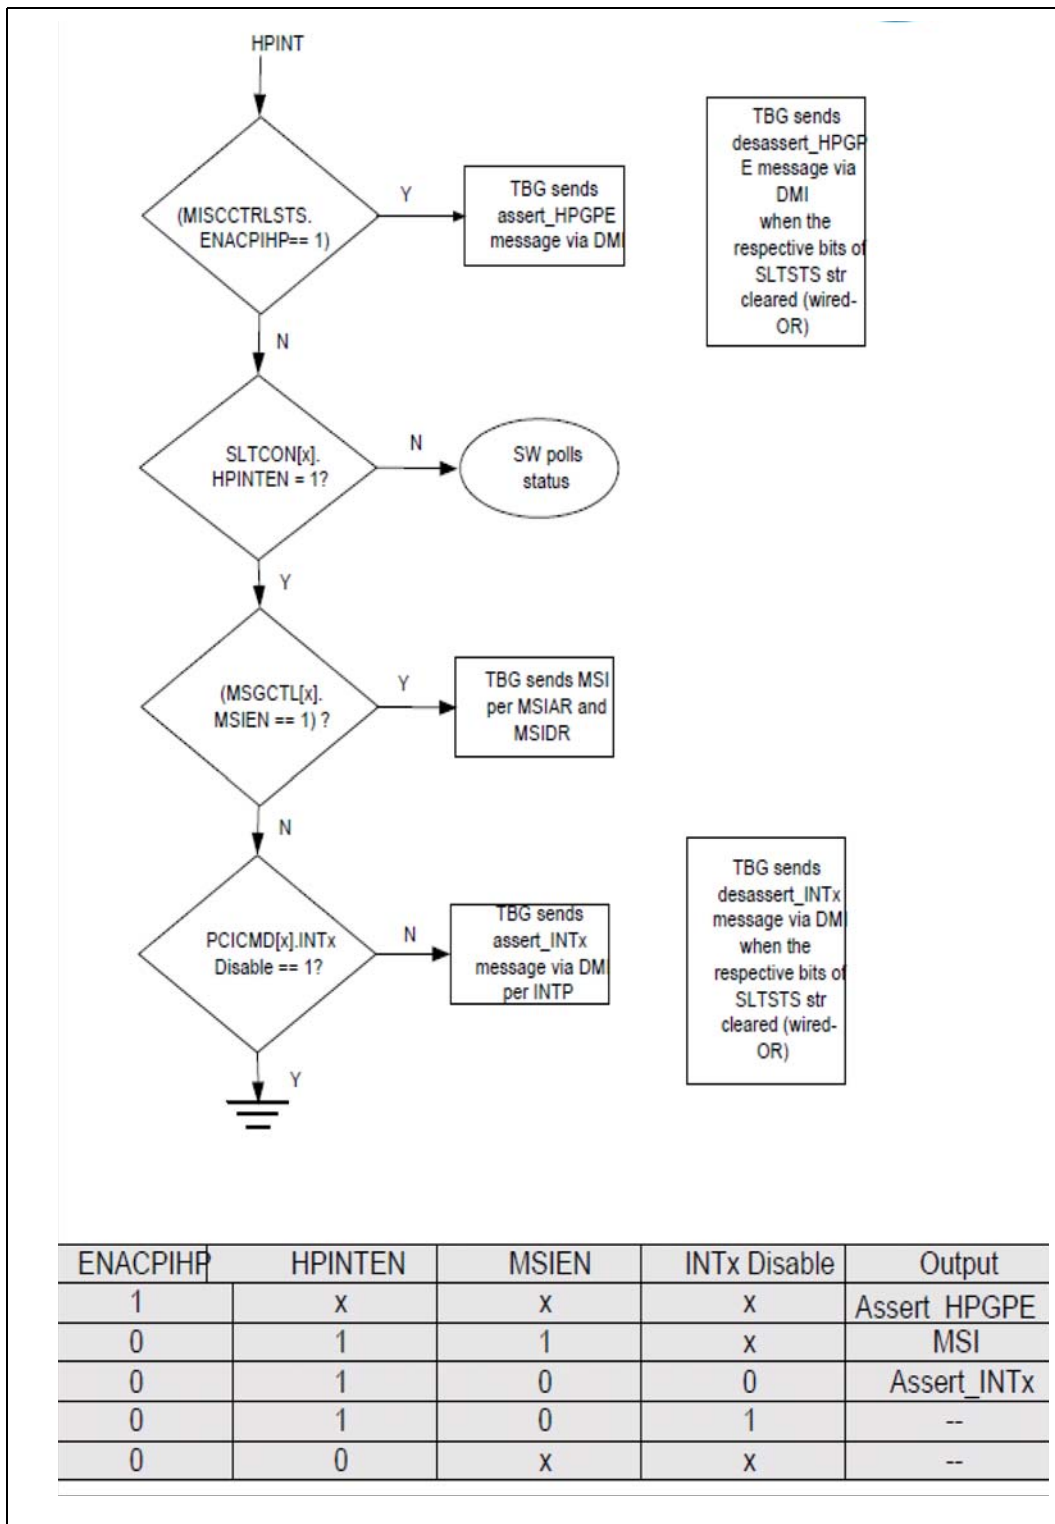 HPINT
(MISCCTRLSTS.
ENACPIHP== 1)
Y
TBG sends
assert_HPGPE
message via DMI
TBG sends
desassert_HPGP
E message via
DMI
when the
respective bits of
SLTSTS str
cleared (wired-
OR)
N
SLTCON[x].
HPINTEN = 1?
N
SW polls
status
Y
(MSGCTL[x].
MSIEN == 1) ?
Y
TBG sends MSI
per MSIAR and
MSIDR
N
PCICMD[x].INTx
Disable == 1?
N
TBG sends
assert_INTx
message via DMI
per INTP
TBG sends
desassert_INTx
message via DMI
when the
respective bits of
SLTSTS str
cleared (wired-
OR)
Y
ENACPIHP HPINTEN MSIEN INTx Disable Output
1 x x x Assert_HPGPE
0 1 1 x MSI
0 1 0 0 Assert_INTx
0 1 0 1 --
0 0 x x --